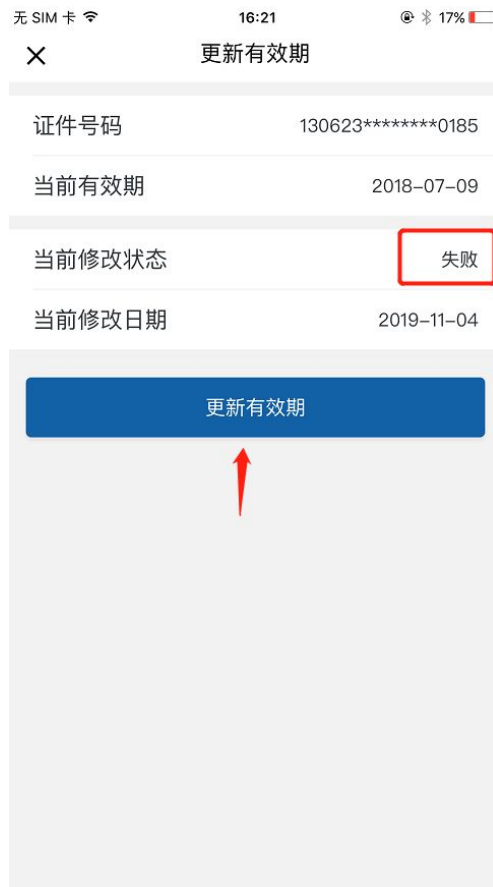 无 SIM 卡 16:21 17%
更新有效期
证件号码 130623********0185
当前有效期 2018-07-09
当前修改状态 失败
当前修改日期 2019-11-04
更新有效期